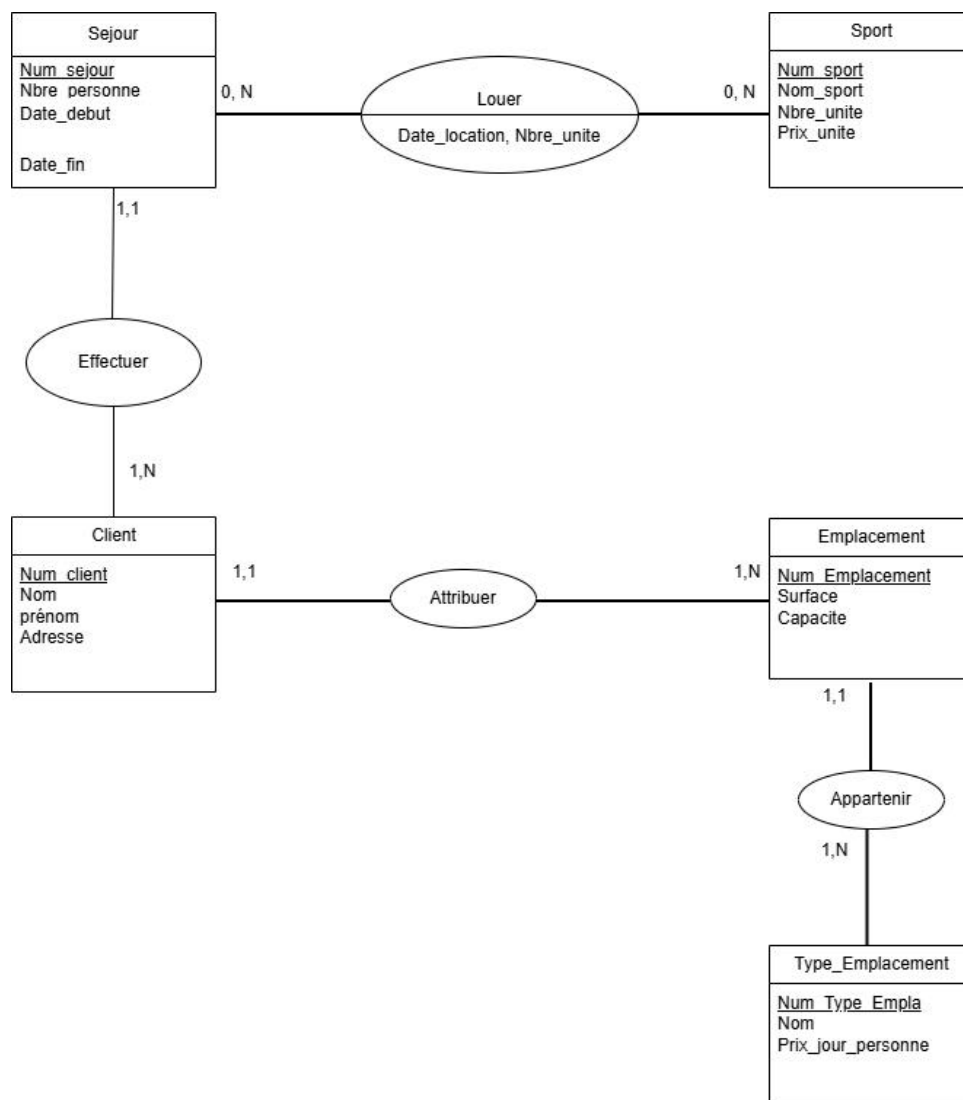 Sejour
Num_sejour
Nbre_personne
Date_debut
Date_fin
0, N
Louer
Date_location, Nbre_unite
0, N
Sport
Num_sport
Nom_sport
Nbre_unite
Prix_unite
1,1
Effectuer
1,N
Client
Num_client
Nom
prénom
Adresse
1,1
Attribuer
1,N
Emplacement
Num_Emplacement
Surface
Capacite
1,1
Appartenir
1,N
Type_Emplacement
Num_Type_Empla
Nom
Prix_jour_personne